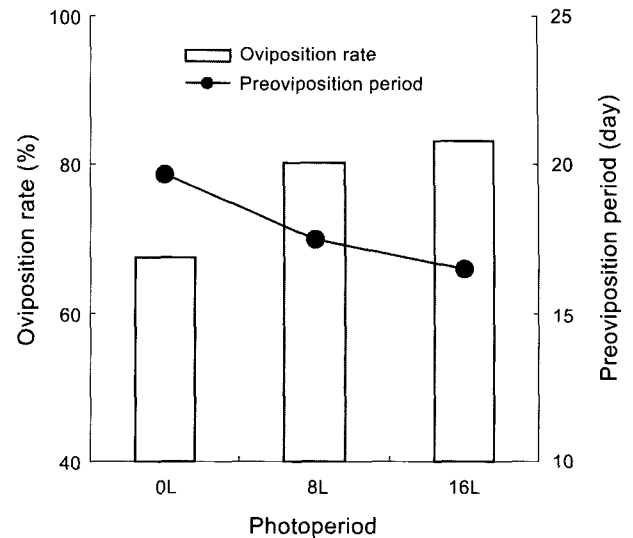 100
80
60
40
Oviposition rate (%)
Oviposition rate
Preoviposition period
25
20
15
10
Preoviposition period (day)
0L
8L
16L
Photoperiod